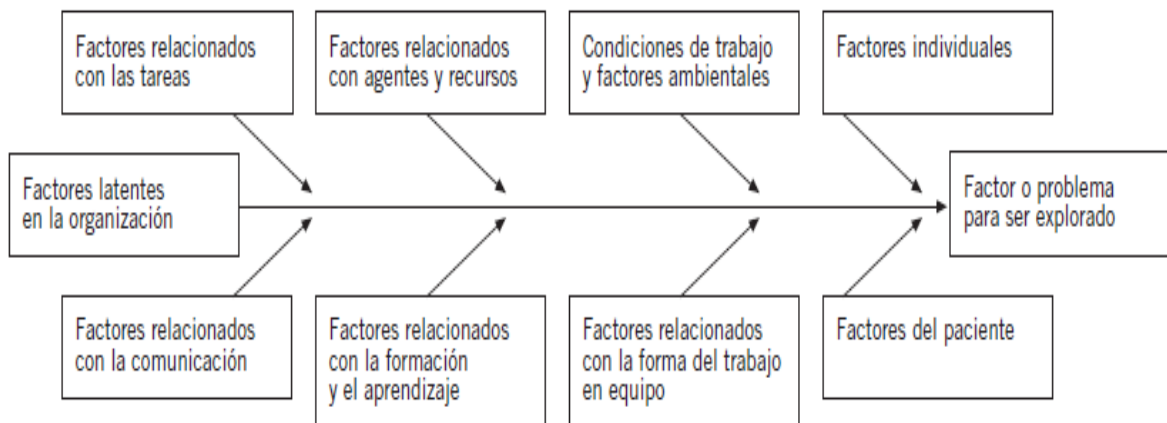 Factores relacionados
con las tareas
Factores relacionados
con agentes y recursos
Condiciones de trabajo
y factores ambientales
Factores individuales
Factores latentes
en la organización
Factor o problema
para ser explorado
Factores relacionados
con la comunicación
Factores relacionados
con la formación
y el aprendizaje
Factores relacionados
con la forma del trabajo
en equipo
Factores del paciente